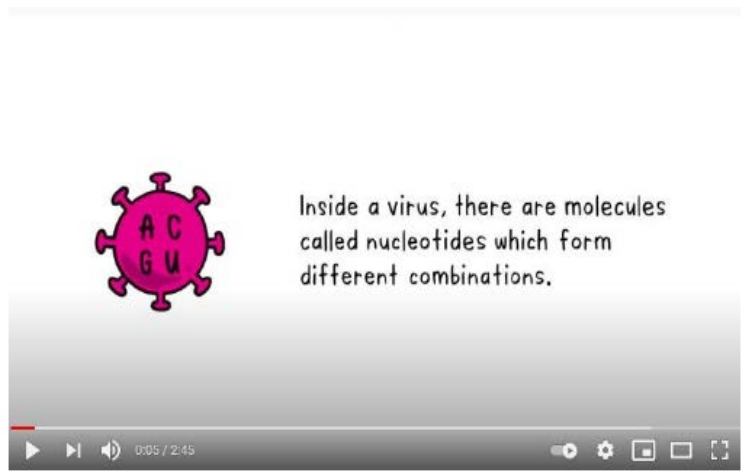 A C
G U
Inside a virus, there are molecules
called nucleotides which form
different combinations.
0:05 / 2:45